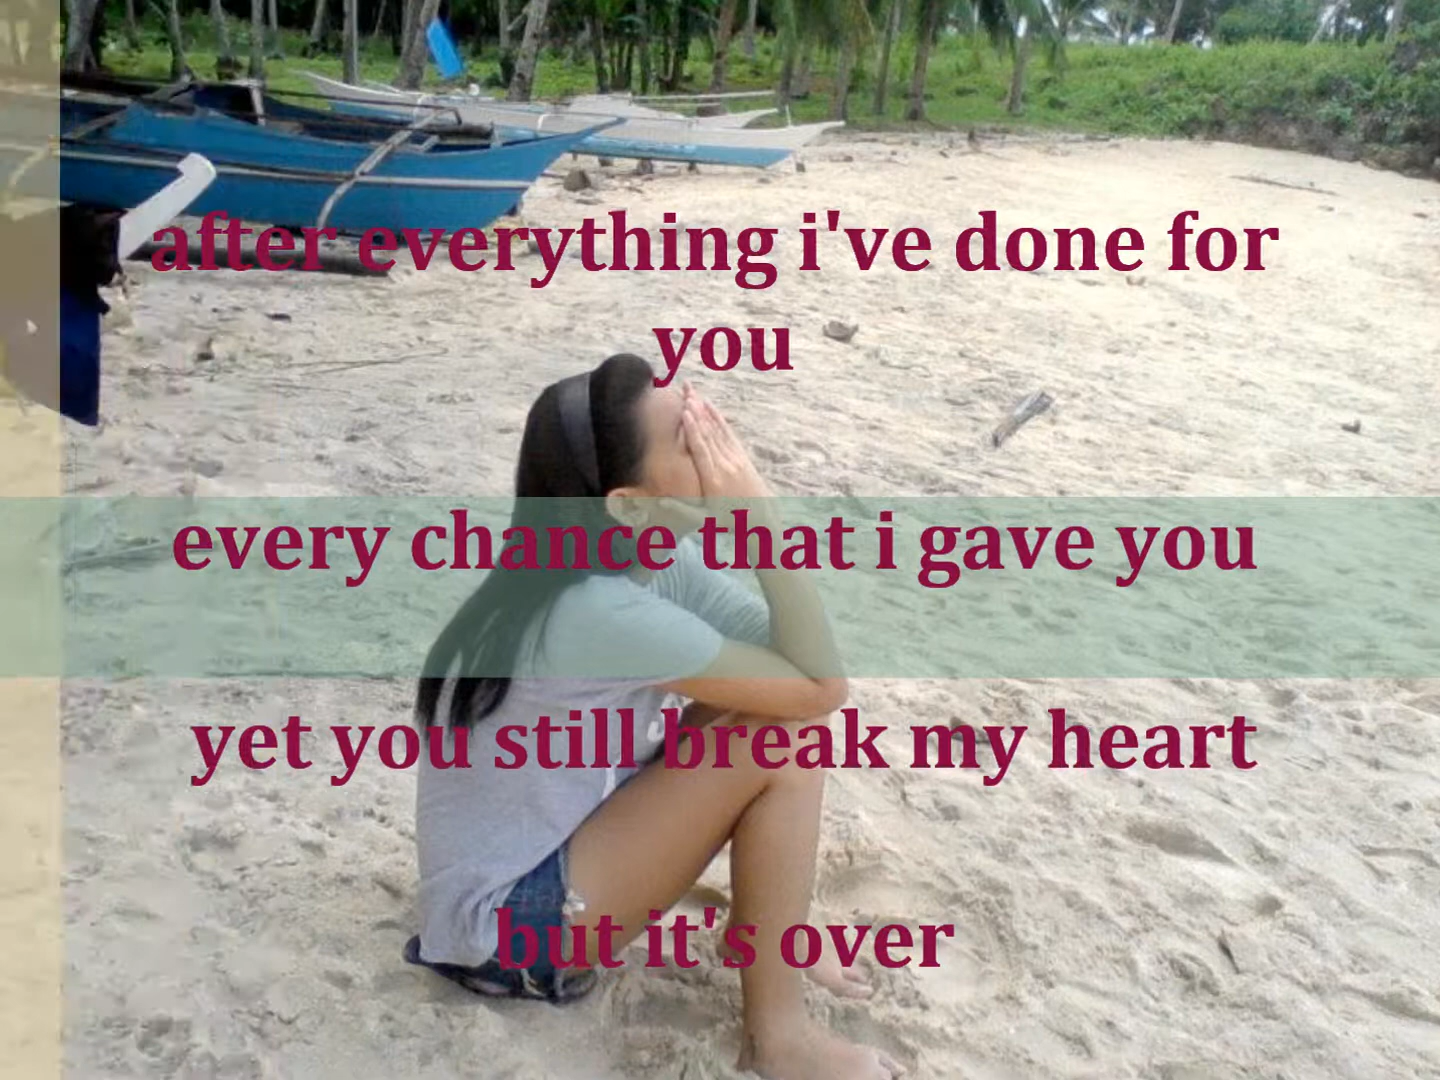 after everything i've done for
you
every chance that i gave you
yet you still break my heart
but it's over